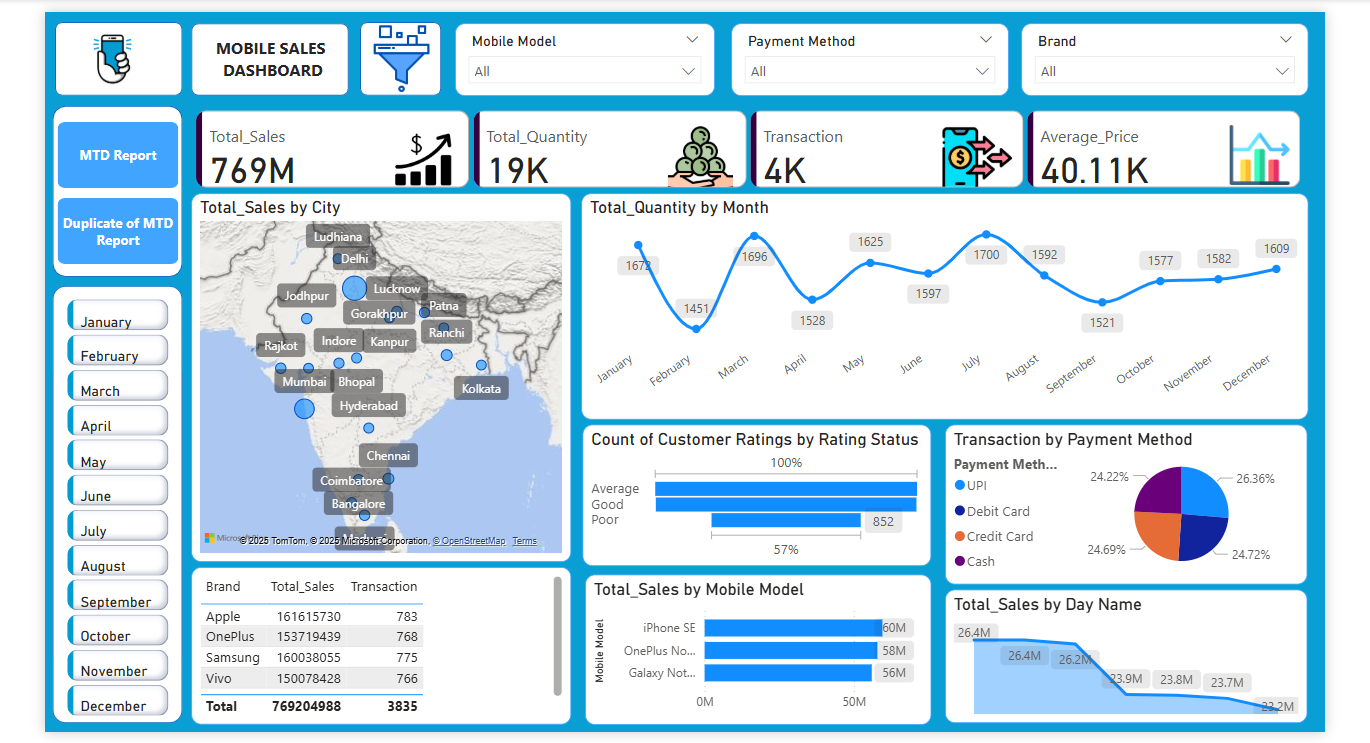 MOBILE SALES
DASHBOARD
Mobile Model
All
Payment Method
All
Brand
All
MTD Report
Duplicate of MTD
Report
January
February
March
April
May
June
July
August
September
October
November
December
Total_Sales
769M
$
Total_Quantity
19K
Transaction
4K
$
Average_Price
40.11K
Total_Sales by City
Ludhiana
Delhi
Lucknow
Jodhpur
Patna
Gorakhpur
Ranchi
Rajkot
Indore
Kanpur
Mumbai
Bhopal
Kolkata
Hyderabad
Chennai
Coimbatore
Bangalore
© 2025 TomTom, © 2025 Microsoft Corporation, © OpenStreetMap Terms
Total_Quantity by Month
1672
1451
1696
1528
1625
1597
1700
1592
1521
1577
1582
1609
January
February
March
April
May
June
July
August
September
October
November
December
Count of Customer Ratings by Rating Status
100%
Average
Good
Poor
852
57%
Transaction by Payment Method
Payment Meth...
UPI
Debit Card
Credit Card
Cash
24.22%
26.36%
24.69%
24.72%
Brand Total_Sales Transaction
Apple 161615730 783
OnePlus 153719439 768
Samsung 160038055 775
Vivo 150078428 766
Total 769204988 3835
Total_Sales by Mobile Model
Mobile Model
iPhone SE 60M
OnePlus No... 58M
Galaxy Not... 56M
0M 50M
Total_Sales by Day Name
26.4M
26.4M
26.2M
23.9M
23.8M
23.7M
23.2M